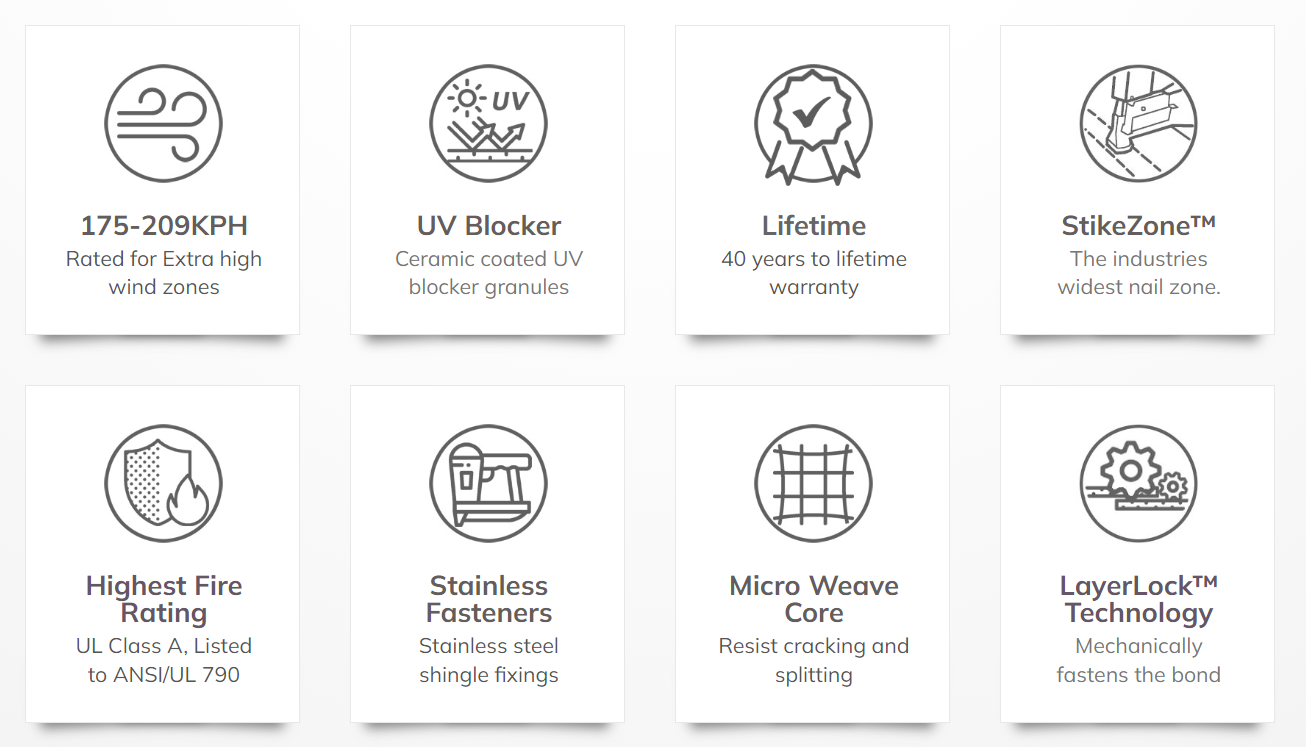 UV
175-209KPH
Rated for Extra high
wind zones
UV Blocker
Ceramic coated UV
blocker granules
Lifetime
40 years to lifetime
warranty
StikeZone™
The industries
widest nail zone.
Highest Fire
Rating
UL Class A, Listed
to ANSI/UL 790
Stainless
Fasteners
Stainless steel
shingle fixings
Micro Weave
Core
Resist cracking and
splitting
LayerLock™
Technology
Mechanically
fastens the bond